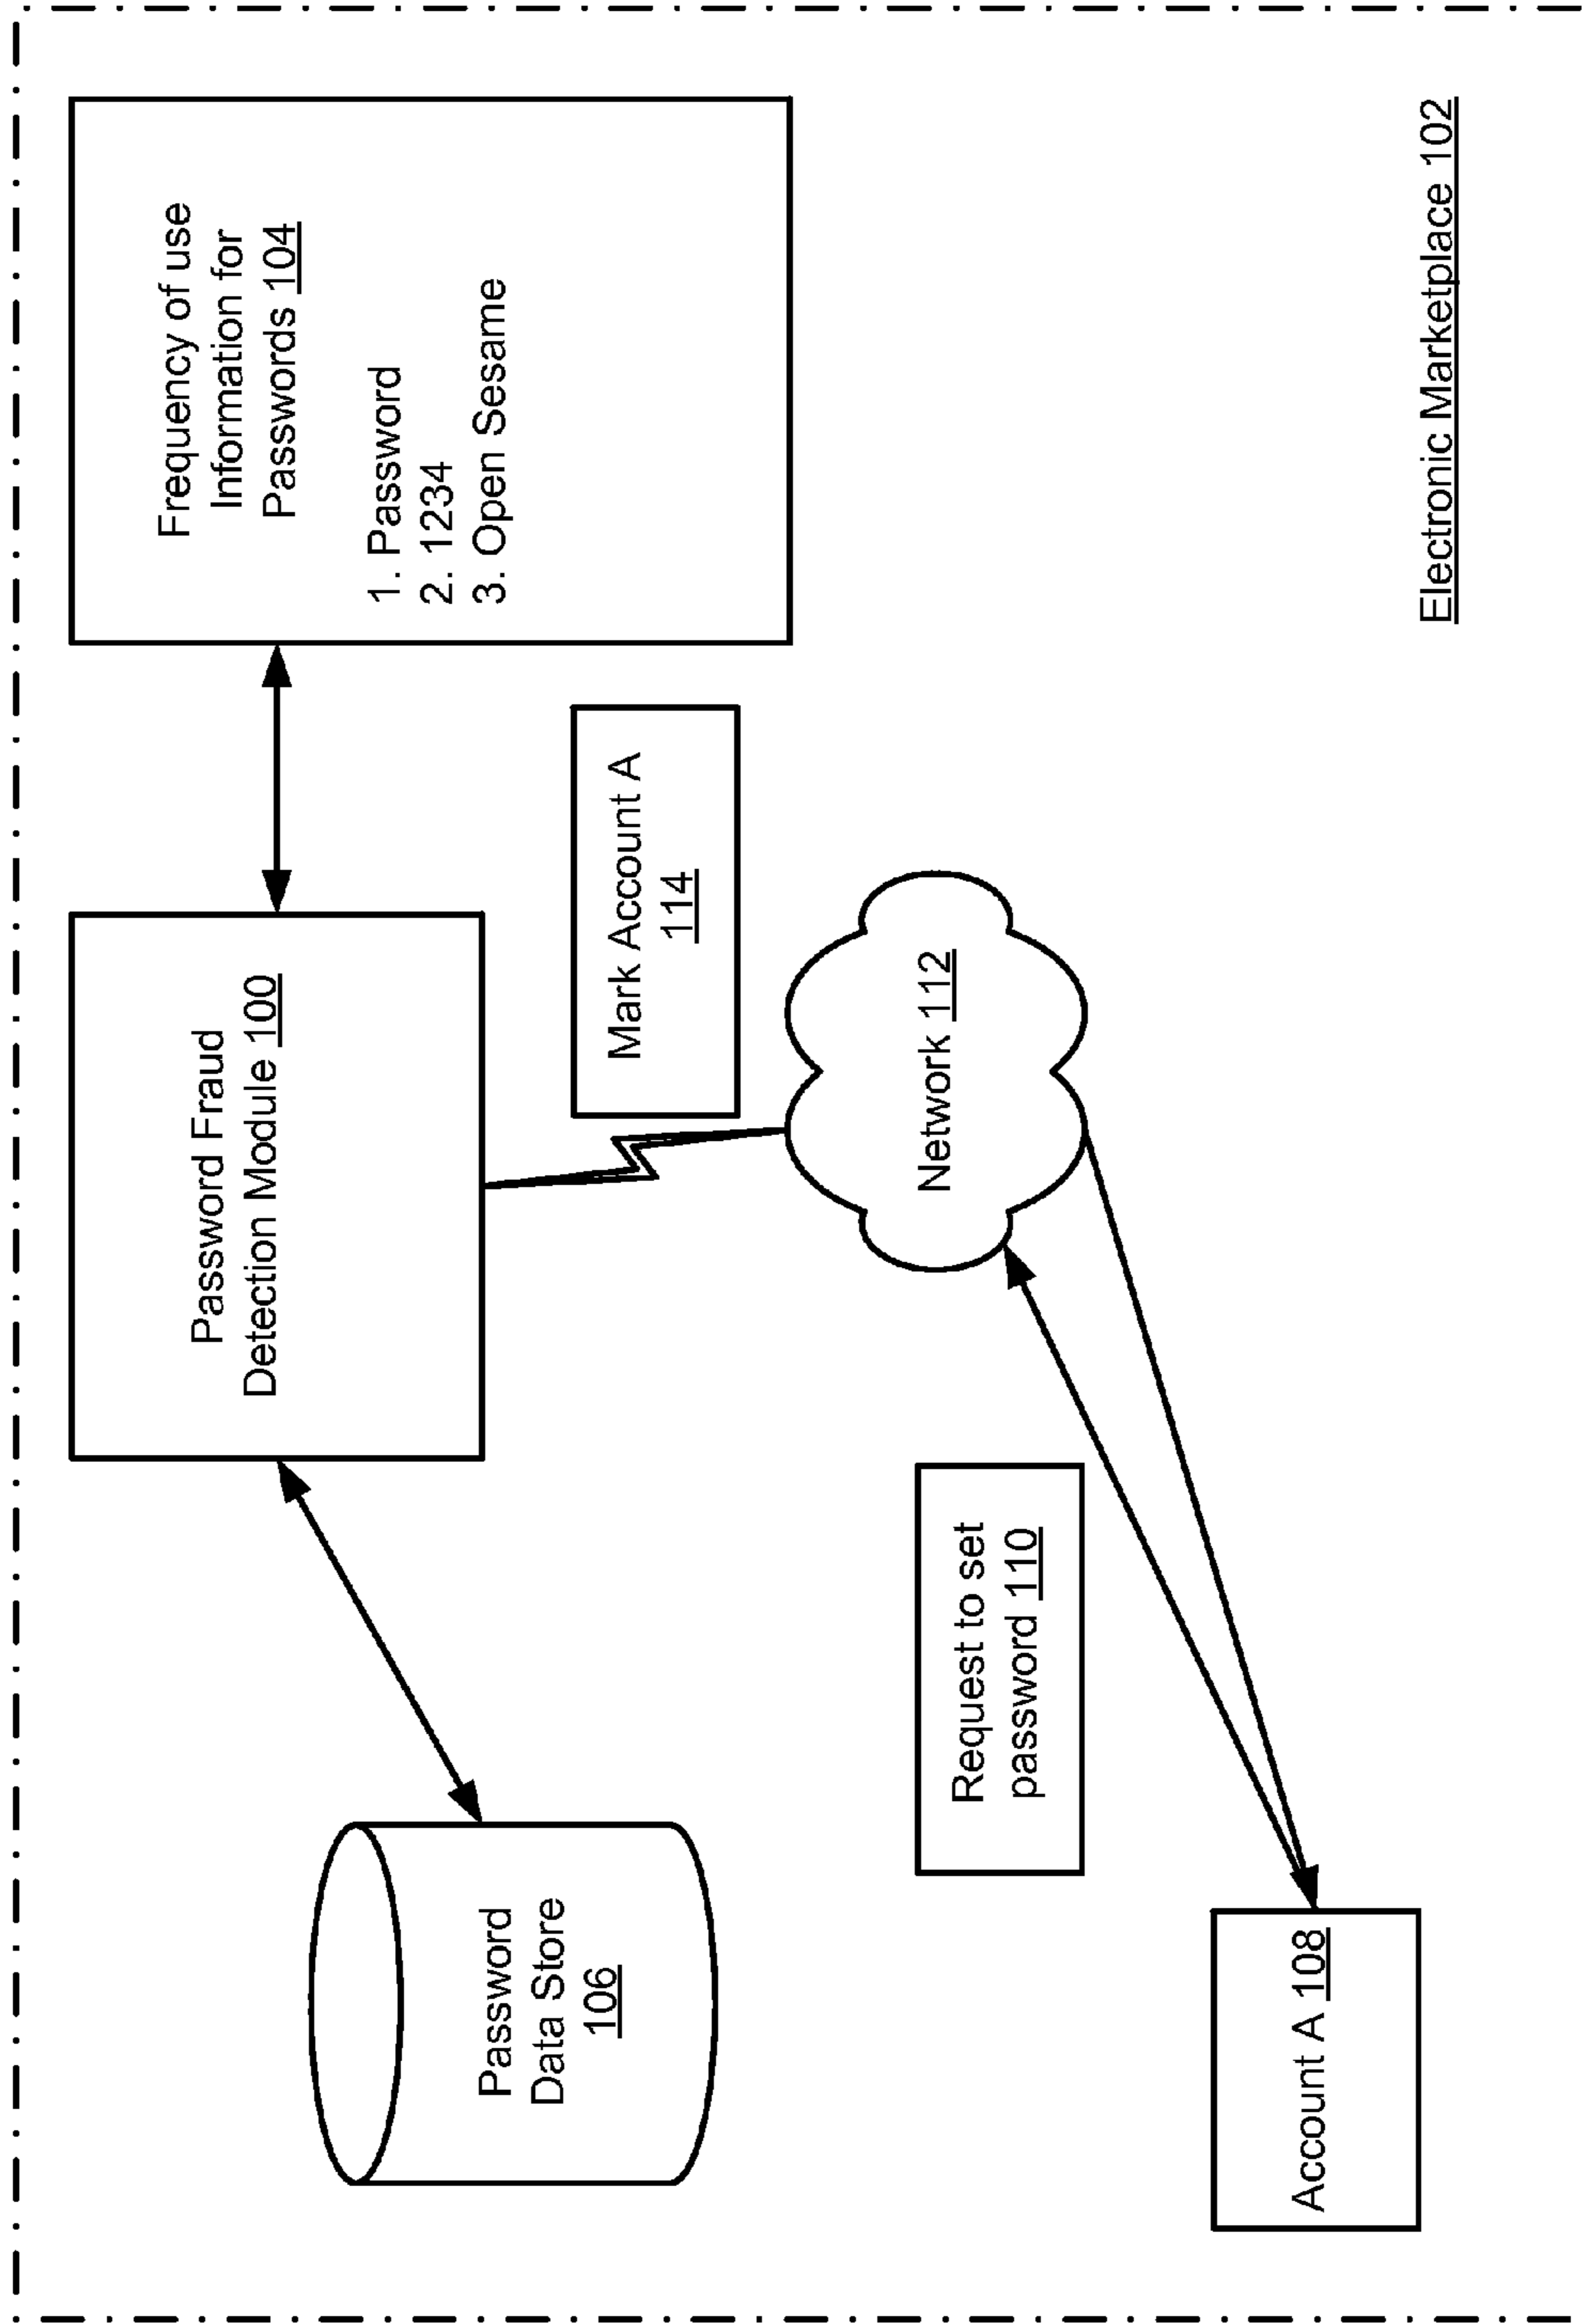 Password
Data Store
106
Password Fraud
Detection Module 100
Frequency of use
Information for
Passwords 104
1. Password
2. 1234
3. Open Sesame
Mark Account A
114
Network 112
Request to set
password 110
Account A 108
Electronic Marketplace 102